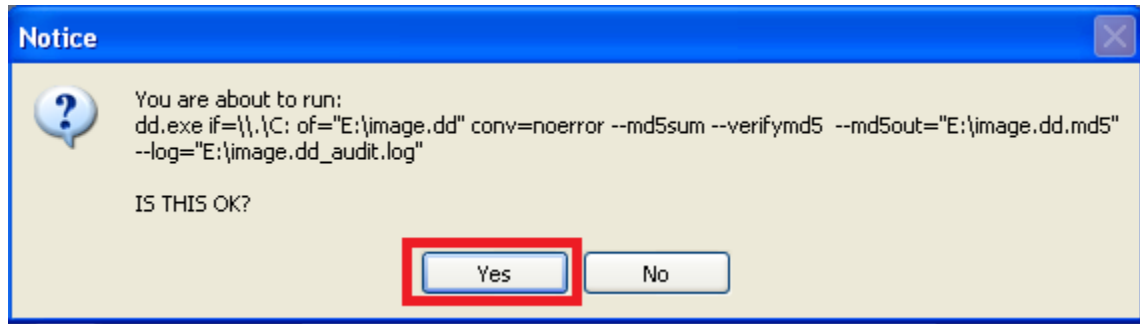 Notice
You are about to run:
dd.exe if=\\.\C: of="E:\image.dd" conv=noerror --md5sum --verifymd5  --md5out="E:\image.dd.md5"
--log="E:\image.dd_audit.log"
IS THIS OK?
Yes
No